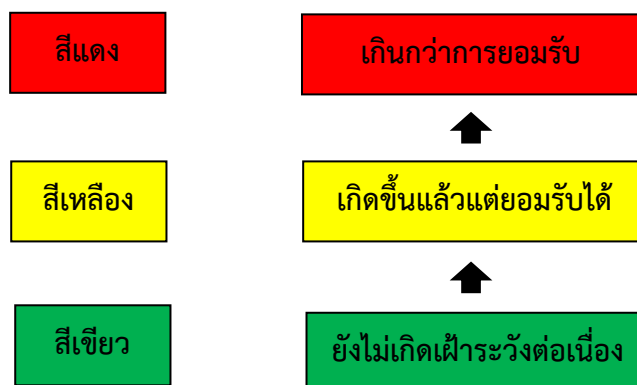 สีแดง
เกินกว่าการยอมรับ
สีเหลือง
เกิดขึ้นแล้วแต่ยอมรับได้
สีเขียว
ยังไม่เกิดเฝ้าระวังต่อเนื่อง